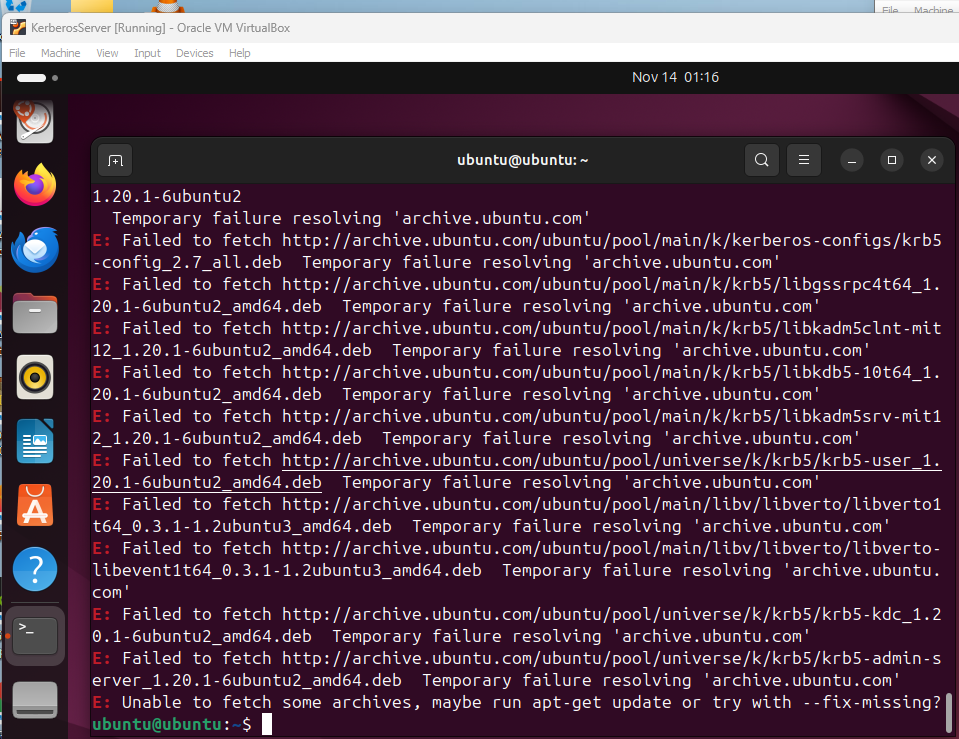 File Machine
KerberosServer [Running] - Oracle VM VirtualBox
File Machine View Input Devices Help
Nov 14 01:16
ubuntu@ubuntu: ~
1.20.1-6ubuntu2
Temporary failure resolving 'archive.ubuntu.com'
E: Failed to fetch http://archive.ubuntu.com/ubuntu/pool/main/k/kerberos-configs/krb5
-config_2.7_all.deb Temporary failure resolving 'archive.ubuntu.com'
E: Failed to fetch http://archive.ubuntu.com/ubuntu/pool/main/k/krb5/libgssrpc4t64_1.
20.1-6ubuntu2_amd64.deb Temporary failure resolving 'archive.ubuntu.com'
E: Failed to fetch http://archive.ubuntu.com/ubuntu/pool/main/k/krb5/libkadm5clnt-mit
12_1.20.1-6ubuntu2_amd64.deb Temporary failure resolving 'archive.ubuntu.com'
E: Failed to fetch http://archive.ubuntu.com/ubuntu/pool/main/k/krb5/libkdb5-10t64_1.
20.1-6ubuntu2_amd64.deb Temporary failure resolving 'archive.ubuntu.com'
E: Failed to fetch http://archive.ubuntu.com/ubuntu/pool/main/k/krb5/libkadm5srv-mit1
2_1.20.1-6ubuntu2_amd64.deb Temporary failure resolving 'archive.ubuntu.com'
E: Failed to fetch http://archive.ubuntu.com/ubuntu/pool/universe/k/krb5/krb5-user_1.
20.1-6ubuntu2_amd64.deb Temporary failure resolving 'archive.ubuntu.com'
E: Failed to fetch http://archive.ubuntu.com/ubuntu/pool/main/libv/libverto/libverto1
t64_0.3.1-1.2ubuntu3_amd64.deb Temporary failure resolving 'archive.ubuntu.com'
E: Failed to fetch http://archive.ubuntu.com/ubuntu/pool/main/libv/libverto/libverto-
libevent1t64_0.3.1-1.2ubuntu3_amd64.deb Temporary failure resolving 'archive.ubuntu.
com'
E: Failed to fetch http://archive.ubuntu.com/ubuntu/pool/universe/k/krb5/krb5-kdc_1.2
0.1-6ubuntu2_amd64.deb Temporary failure resolving 'archive.ubuntu.com'
E: Failed to fetch http://archive.ubuntu.com/ubuntu/pool/universe/k/krb5/krb5-admin-s
erver_1.20.1-6ubuntu2_amd64.deb Temporary failure resolving 'archive.ubuntu.com'
E: Unable to fetch some archives, maybe run apt-get update or try with --fix-missing?
ubuntu@ubuntu:~$